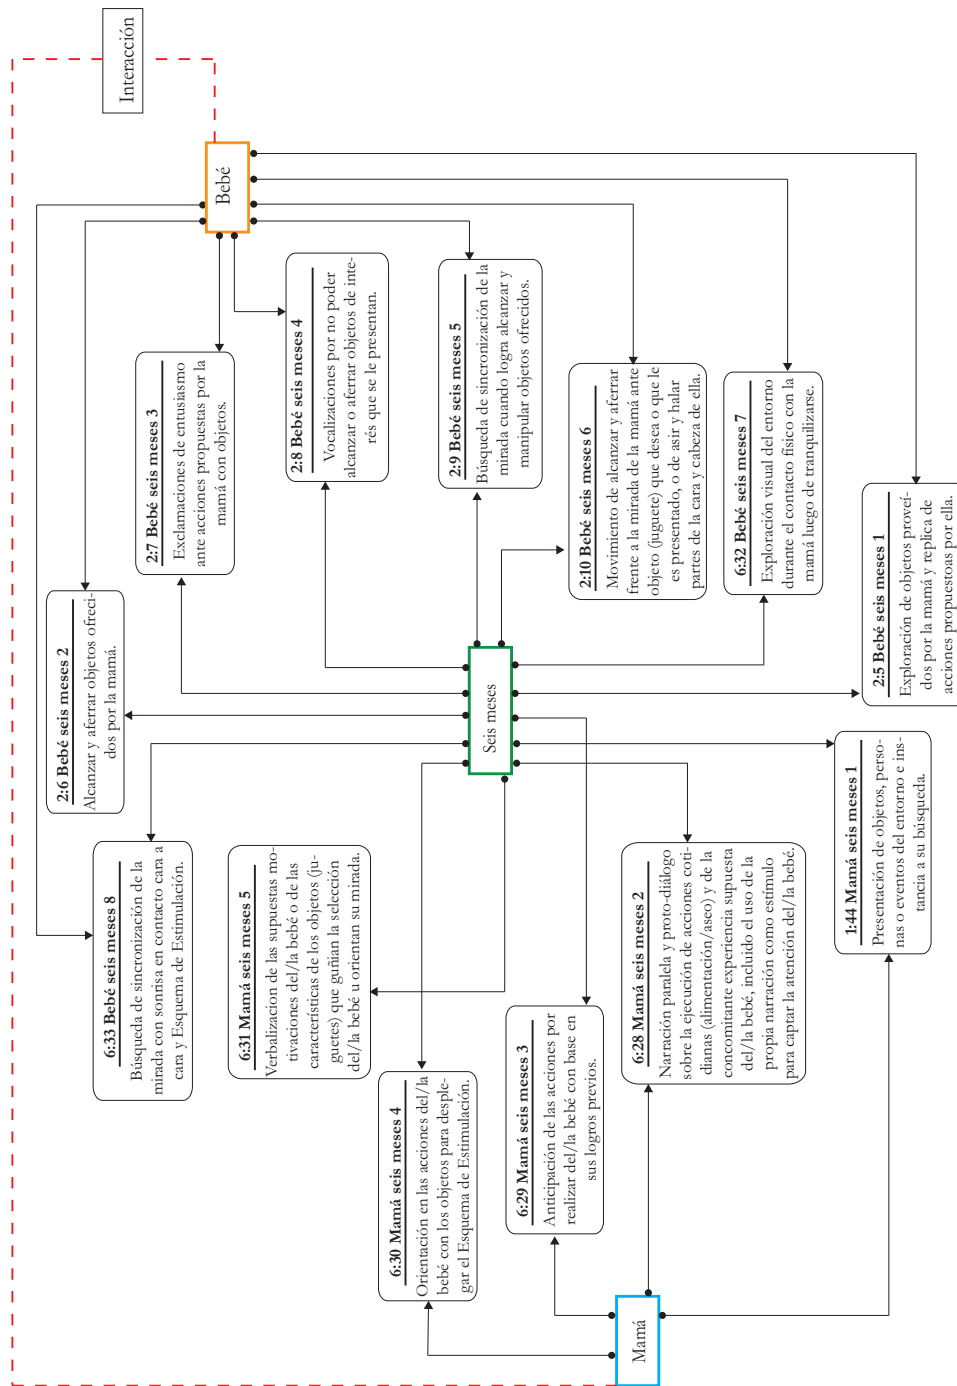 Interacción
Bebé
Seis meses
Mamá
6:33 Bebé seis meses 8
Búsqueda de sincronización de la
mirada con sonrisa en contacto cara a
cara y Esquema de Estimulación.
2:6 Bebé seis meses 2
Alcanzar y aferrar objetos ofreci-
dos por la mamá.
2:7 Bebé seis meses 3
Exclamaciones de entusiasmo
ante acciones propuestas por la
mamá con objetos.
2:8 Bebé seis meses 4
Vocalizaciones por no poder
alcanzar o aferrar objetos de inte-
rés que se le presentan.
2:9 Bebé seis meses 5
Búsqueda de sincronización de la
mirada cuando logra alcanzar y
manipular objetos ofrecidos.
2:10 Bebé seis meses 6
Movimiento de alcanzar y aferrar
frente a la mirada de la mamá ante
objeto (juguete) que desea o que le
es presentado, o de asir y halar
partes de la cara y cabeza de ella.
6:32 Bebé seis meses 7
Exploración visual del entorno
durante el contacto físico con la
mamá luego de tranquilizarse.
2:5 Bebé seis meses 1
Exploración de objetos proveí-
dos por la mamá y replica de
acciones propuestoas por ella.
6:31 Mamá seis meses 5
Verbalizacion de las supuestas mo-
tivaciones del/la bebé o de las
características de los objetos (ju-
guetes) que guñian la selección
del/la bebé u orientan su mirada.
6:30 Mamá seis meses 4
Orientación en las acciones del/la
bebé con los objetos para desple-
gar el Esquema de Estimulación.
6:29 Mamá seis meses 3
Anticipación de las acciones por
realizar del/la bebé con base en
sus logros previos.
6:28 Mamá seis meses 2
Narración paralela y proto-diálogo
sobre la ejecución de acciones coti-
dianas (alimentación/aseo) y de la
concomitante experiencia supuesta
del/la bebé, incluido el uso de la
propia narración como estímulo
para captar la atención del/la bebé.
1:44 Mamá seis meses 1
Presentación de objetos, perso-
nas o eventos del entorno e ins-
tancia a su búsqueda.